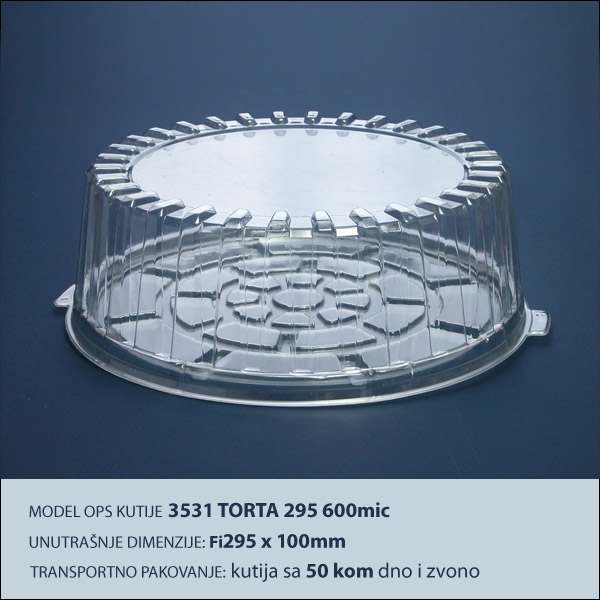 MODEL OPS KUTIJE 3531 TORTA 295 600mic
UNUTRAŠNJE DIMENZIJE: Fi295 x 100mm
TRANSPORTNO PAKOVANJE: kutija sa 50 kom dno i zvono